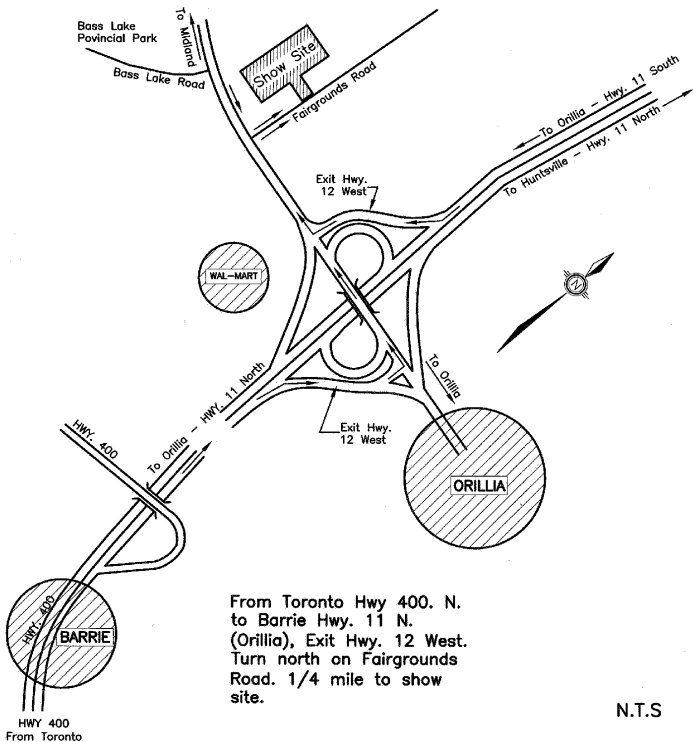 Bass Lake
Povincial Park
To Midland
Bass Lake Road
Show Site
Fairgrounds Road
To Orillia - Hwy. 11 South
To Huntsville - Hwy. 11 North
Exit Hwy.
12 West
WAL-MART
N
To Orillia - HWY. 11 North
To Orillia
Exit Hwy.
12 West
HWY. 400
ORILLIA
HWY. 400
BARRIE
From Toronto Hwy 400. N.
to Barrie Hwy. 11 N.
(Orillia), Exit Hwy. 12 West.
Turn north on Fairgrounds
Road. 1/4 mile to show
site.
HWY 400
From Toronto
N.T.S